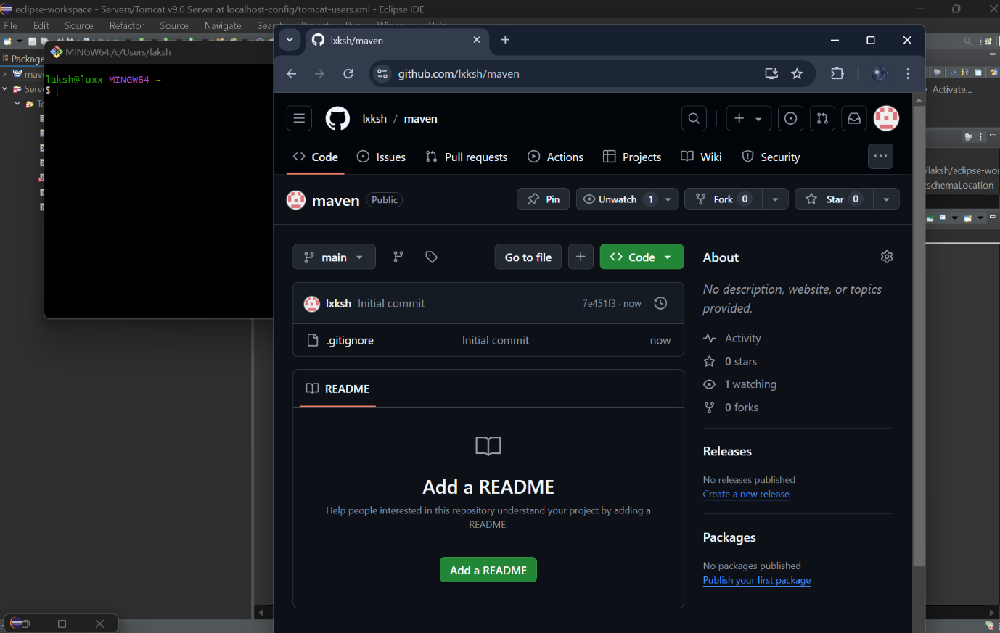 eclipse-workspace - Servers/Tomcat v9.0 Server at localhost-config/tomcat-users.xml - Eclipse IDE
File Edit Source Refactor Source Navigate Search Project Run Window Help
Package
MINGW64:/c/Users/laksh
laksh@luxx MINGW64 ~
$
lxksh/maven
github.com/lxksh/maven
Activate...
lxksh / maven
Code Issues Pull requests Actions Projects Wiki Security
/laksh/eclipse-wor
:schemaLocation
maven Public Pin Unwatch 1 Fork 0 Star 0
main Go to file Code
lxksh Initial commit 7e451f3 · now
.gitignore Initial commit now
README
Add a README
Help people interested in this repository understand your project by adding a
README.
Add a README
About
No description, website, or topics
provided.
Activity
0 stars
1 watching
0 forks
Releases
No releases published
Create a new release
Packages
No packages published
Publish your first package